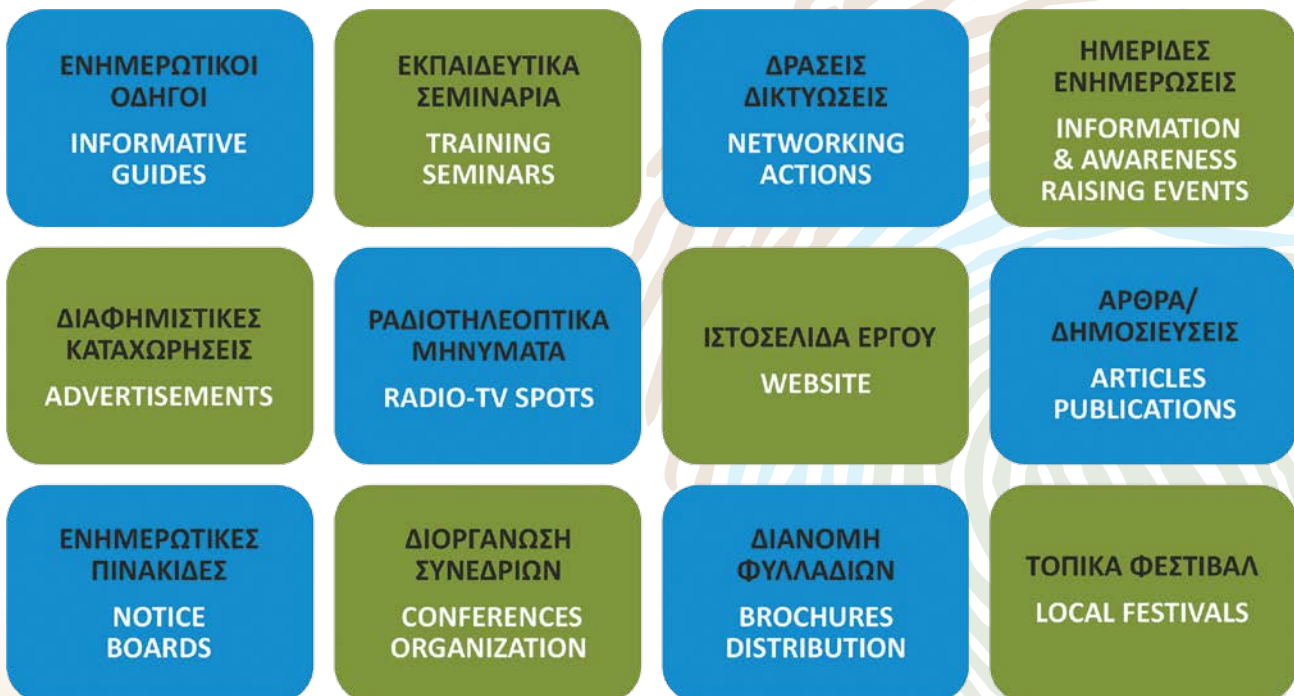 ΕΝΗΜΕΡΩΤΙΚΟΙ
ΟΔΗΓΟΙ
INFORMATIVE
GUIDES
ΕΚΠΑΙΔΕΥΤΙΚΑ
ΣΕΜΙΝΑΡΙΑ
TRAINING
SEMINARS
ΔΡΑΣΕΙΣ
ΔΙΚΤΥΩΣΕΙΣ
NETWORKING
ACTIONS
ΗΜΕΡΙΔΕΣ
ΕΝΗΜΕΡΩΣΕΙΣ
INFORMATION
& AWARENESS
RAISING EVENTS
ΔΙΑΦΗΜΙΣΤΙΚΕΣ
ΚΑΤΑΧΩΡΗΣΕΙΣ
ADVERTISEMENTS
ΡΑΔΙΟΤΗΛΕΟΠΤΙΚΑ
ΜΗΝΥΜΑΤΑ
RADIO-TV SPOTS
ΙΣΤΟΣΕΛΙΔΑ ΕΡΓΟΥ
WEBSITE
ΑΡΘΡΑ/
ΔΗΜΟΣΙΕΥΣΕΙΣ
ARTICLES
PUBLICATIONS
ΕΝΗΜΕΡΩΤΙΚΕΣ
ΠΙΝΑΚΙΔΕΣ
NOTICE
BOARDS
ΔΙΟΡΓΑΝΩΣΗ
ΣΥΝΕΔΡΙΩΝ
CONFERENCES
ORGANIZATION
ΔΙΑΝΟΜΗ
ΦΥΛΛΑΔΙΩΝ
BROCHURES
DISTRIBUTION
ΤΟΠΙΚΑ ΦΕΣΤΙΒΑΛ
LOCAL FESTIVALS